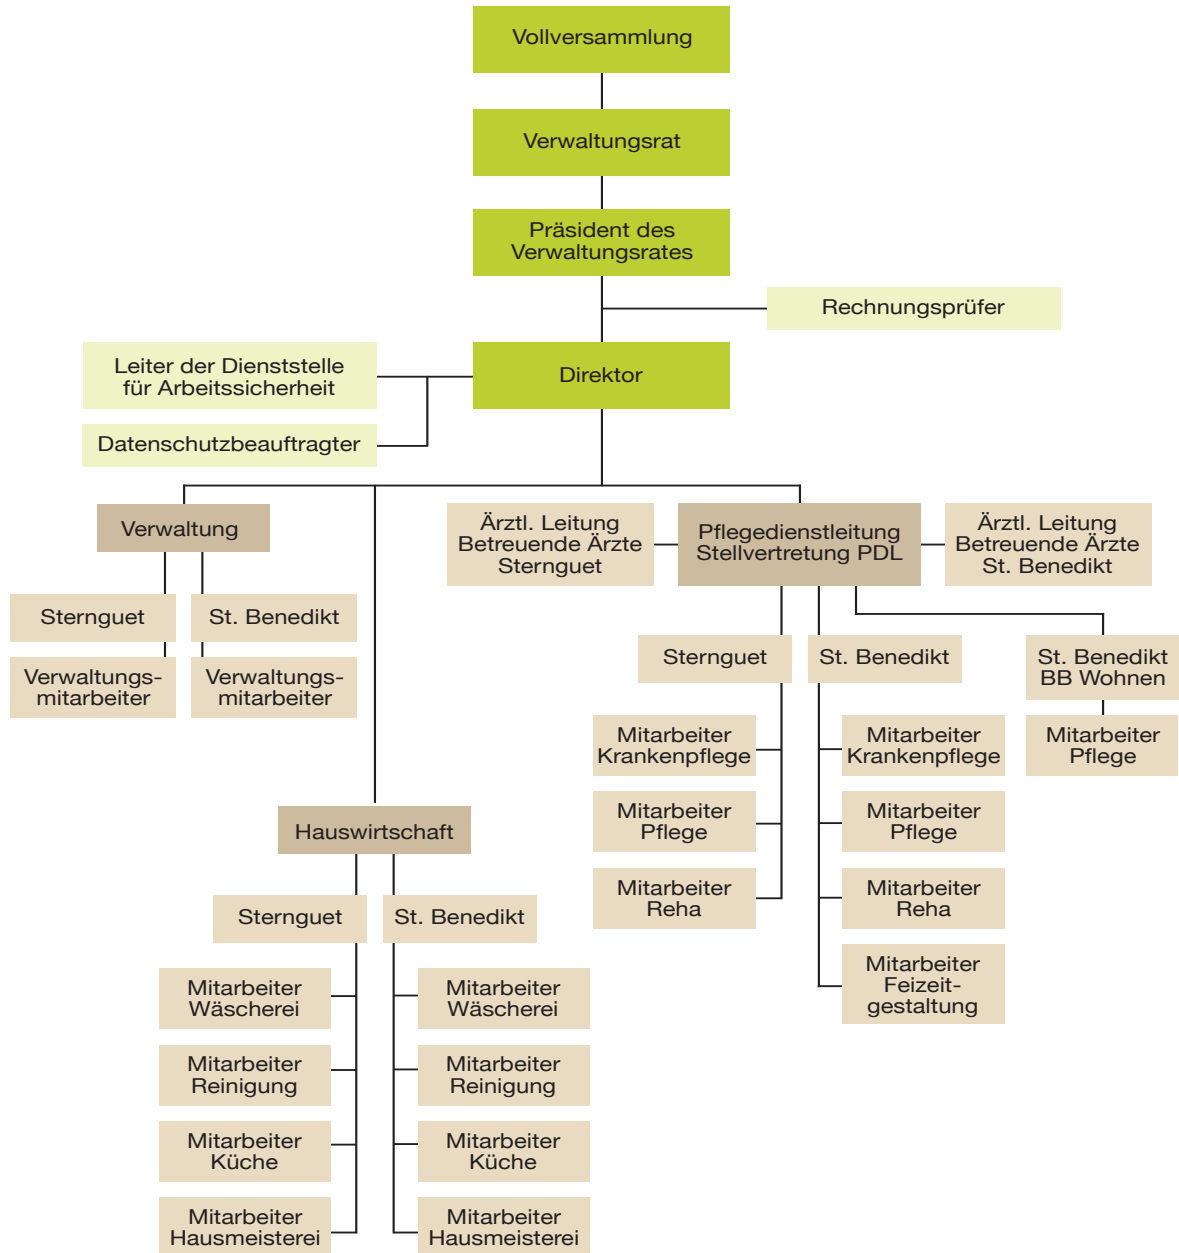 Vollversammlung
Verwaltungsrat
Präsident des
Verwaltungsrates
Rechnungsprüfer
Leiter der Dienststelle
für Arbeitssicherheit
Direktor
Datenschutzbeauftragter
Verwaltung
Ärztl. Leitung
Betreuende Ärzte
Sternguet
Pflegedienstleitung
Stellvertretung PDL
Ärztl. Leitung
Betreuende Ärzte
St. Benedikt
Sternguet
St. Benedikt
Verwaltungs-
mitarbeiter
Verwaltungs-
mitarbeiter
Sternguet
St. Benedikt
St. Benedikt
BB Wohnen
Mitarbeiter
Krankenpflege
Mitarbeiter
Krankenpflege
Mitarbeiter
Pflege
Mitarbeiter
Pflege
Mitarbeiter
Pflege
Mitarbeiter
Reha
Mitarbeiter
Reha
Mitarbeiter
Feizeit-
gestaltung
Hauswirtschaft
Sternguet
St. Benedikt
Mitarbeiter
Wäscherei
Mitarbeiter
Wäscherei
Mitarbeiter
Reinigung
Mitarbeiter
Reinigung
Mitarbeiter
Küche
Mitarbeiter
Küche
Mitarbeiter
Hausmeisterei
Mitarbeiter
Hausmeisterei